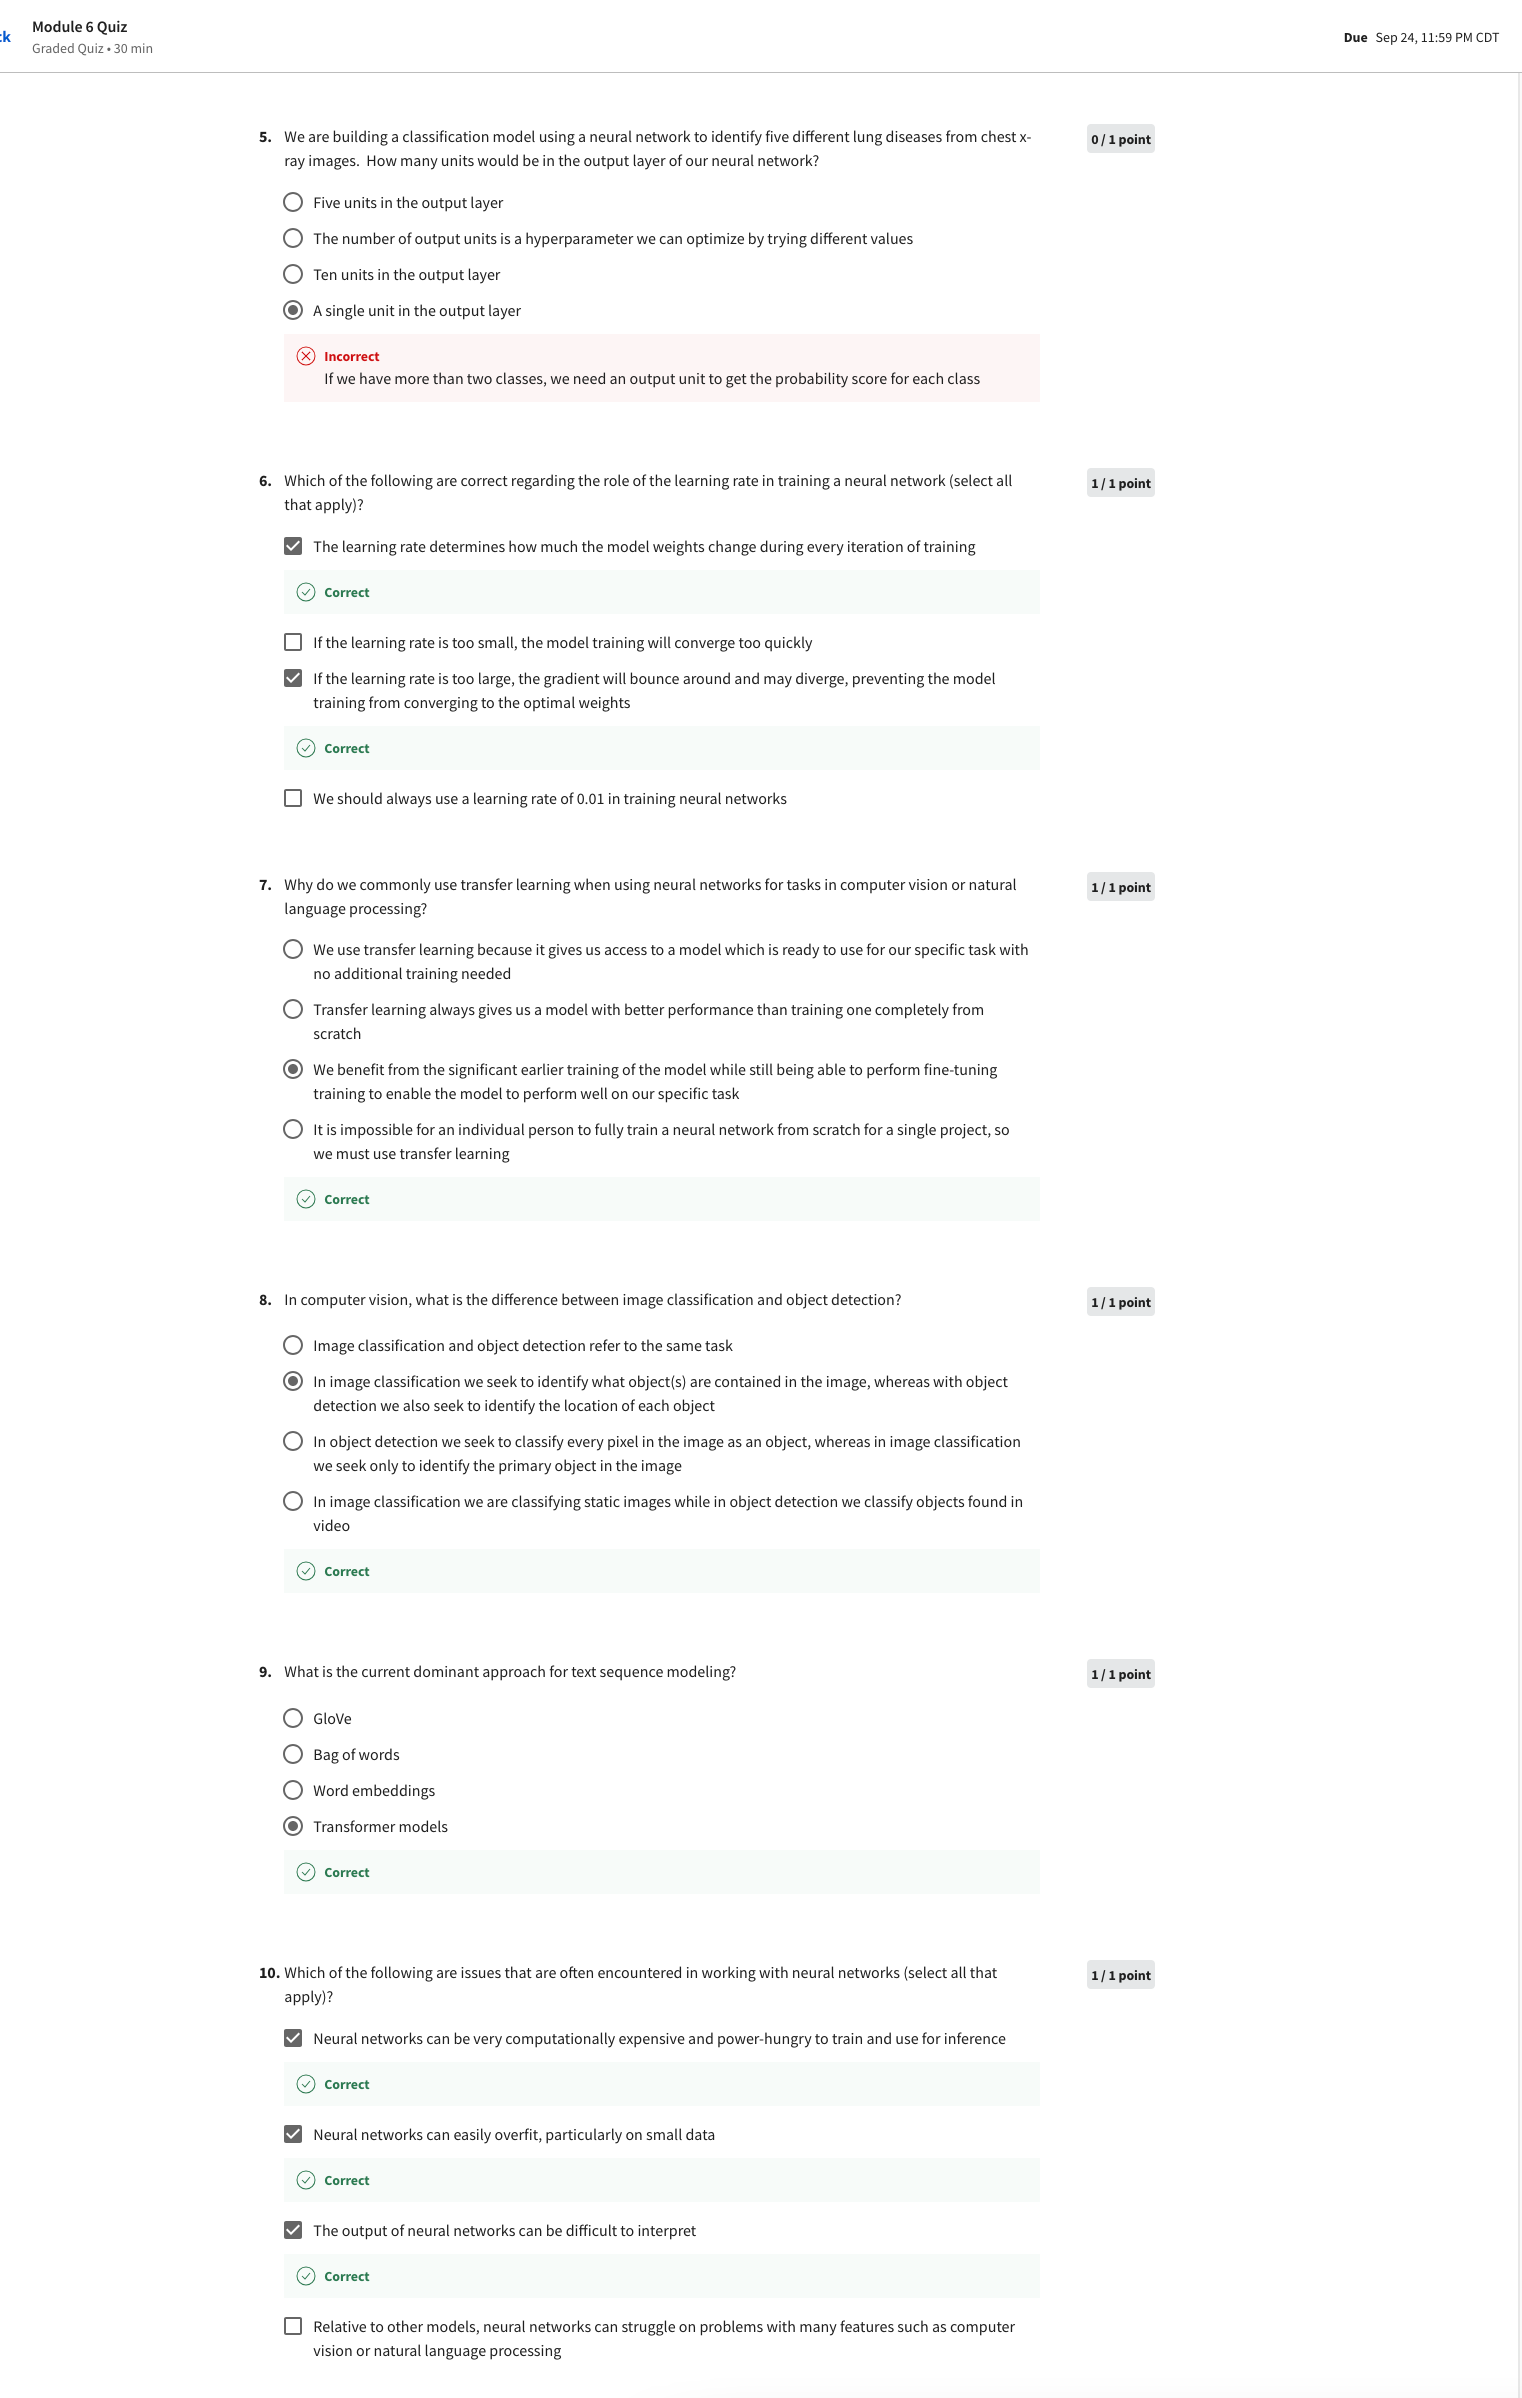 k
Module 6 Quiz
Graded Quiz • 30 min
Due Sep 24, 11:59 PM CDT
5. We are building a classification model using a neural network to identify five different lung diseases from chest x-
ray images. How many units would be in the output layer of our neural network?
0 / 1 point
Five units in the output layer
The number of output units is a hyperparameter we can optimize by trying different values
Ten units in the output layer
A single unit in the output layer
Incorrect
If we have more than two classes, we need an output unit to get the probability score for each class
6. Which of the following are correct regarding the role of the learning rate in training a neural network (select all
that apply)?
1 / 1 point
The learning rate determines how much the model weights change during every iteration of training
Correct
If the learning rate is too small, the model training will converge too quickly
If the learning rate is too large, the gradient will bounce around and may diverge, preventing the model
training from converging to the optimal weights
Correct
We should always use a learning rate of 0.01 in training neural networks
7. Why do we commonly use transfer learning when using neural networks for tasks in computer vision or natural
language processing?
1 / 1 point
We use transfer learning because it gives us access to a model which is ready to use for our specific task with
no additional training needed
Transfer learning always gives us a model with better performance than training one completely from
scratch
We benefit from the significant earlier training of the model while still being able to perform fine-tuning
training to enable the model to perform well on our specific task
It is impossible for an individual person to fully train a neural network from scratch for a single project, so
we must use transfer learning
Correct
8. In computer vision, what is the difference between image classification and object detection?
1 / 1 point
Image classification and object detection refer to the same task
In image classification we seek to identify what object(s) are contained in the image, whereas with object
detection we also seek to identify the location of each object
In object detection we seek to classify every pixel in the image as an object, whereas in image classification
we seek only to identify the primary object in the image
In image classification we are classifying static images while in object detection we classify objects found in
video
Correct
9. What is the current dominant approach for text sequence modeling?
1 / 1 point
GloVe
Bag of words
Word embeddings
Transformer models
Correct
10. Which of the following are issues that are often encountered in working with neural networks (select all that
apply)?
1 / 1 point
Neural networks can be very computationally expensive and power-hungry to train and use for inference
Correct
Neural networks can easily overfit, particularly on small data
Correct
The output of neural networks can be difficult to interpret
Correct
Relative to other models, neural networks can struggle on problems with many features such as computer
vision or natural language processing